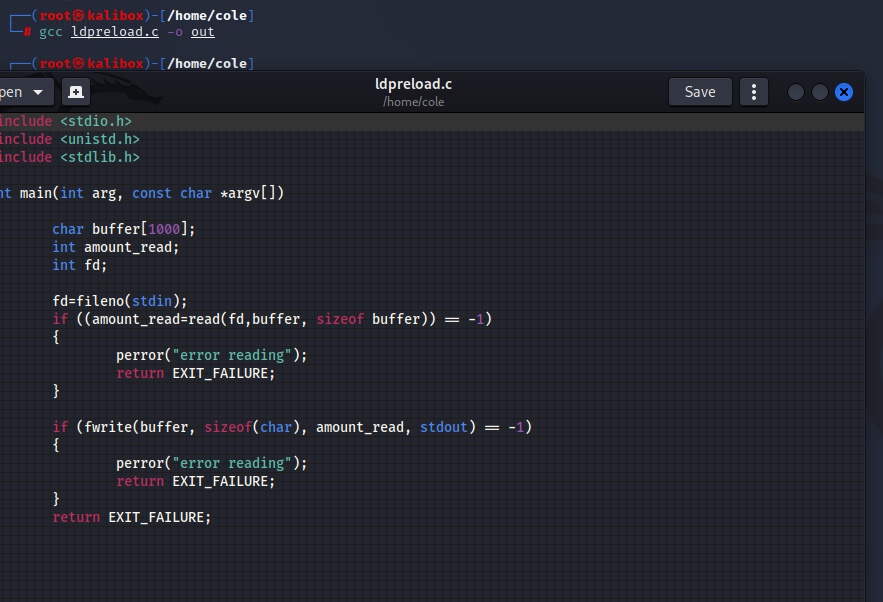 ┌──(root㉿kalibox)-[/home/cole]
└─# gcc ldpreload.c -o out
┌──(root㉿kalibox)-[/home/cole]
pen
ldpreload.c
/home/cole
Save
include <stdio.h>
include <unistd.h>
include <stdlib.h>
nt main(int arg, const char *argv[])
char buffer[1000];
int amount_read;
int fd;
fd=fileno(stdin);
if ((amount_read=read(fd,buffer, sizeof buffer)) == -1)
{
perror("error reading");
return EXIT_FAILURE;
}
if (fwrite(buffer, sizeof(char), amount_read, stdout) == -1)
{
perror("error reading");
return EXIT_FAILURE;
}
return EXIT_FAILURE;